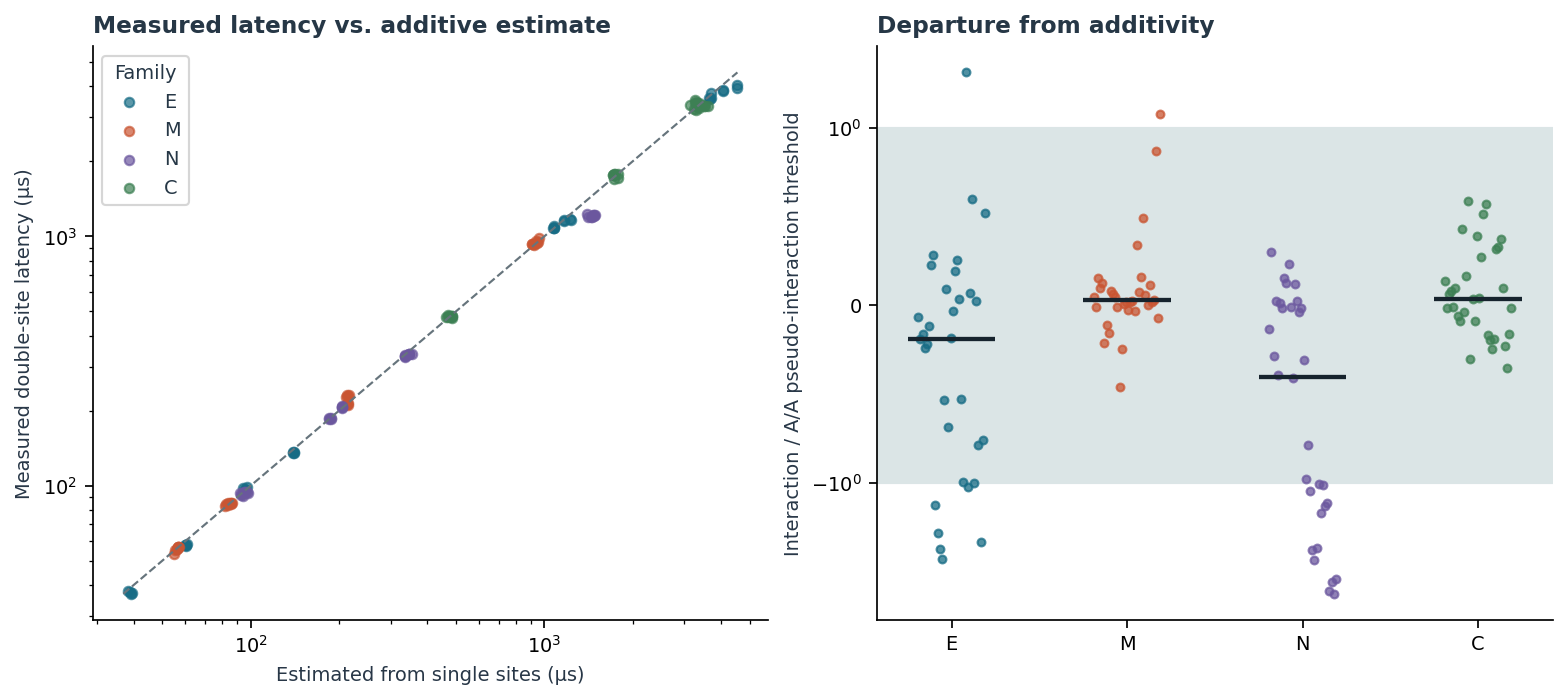 Measured latency vs. additive estimate
Family
E
M
N
C
Measured double-site latency (µs)
10³
10²
10²
10³
Estimated from single sites (µs)
Departure from additivity
Interaction / A/A pseudo-interaction threshold
10⁰
0
−10⁰
E
M
N
C